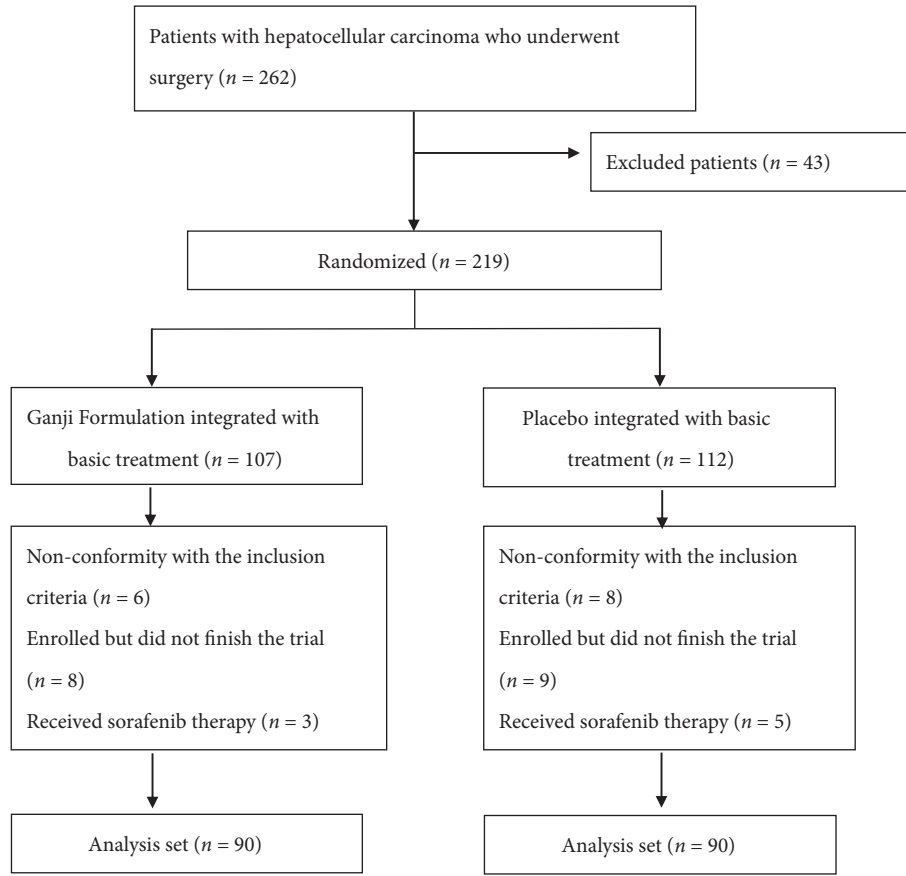 Patients with hepatocellular carcinoma who underwent
surgery (n = 262)
Excluded patients (n = 43)
Randomized (n = 219)
Ganji Formulation integrated with
basic treatment (n = 107)
Placebo integrated with basic
treatment (n = 112)
Non-conformity with the inclusion
criteria (n = 6)
Enrolled but did not finish the trial
(n = 8)
Received sorafenib therapy (n = 3)
Non-conformity with the inclusion
criteria (n = 8)
Enrolled but did not finish the trial
(n = 9)
Received sorafenib therapy (n = 5)
Analysis set (n = 90)
Analysis set (n = 90)